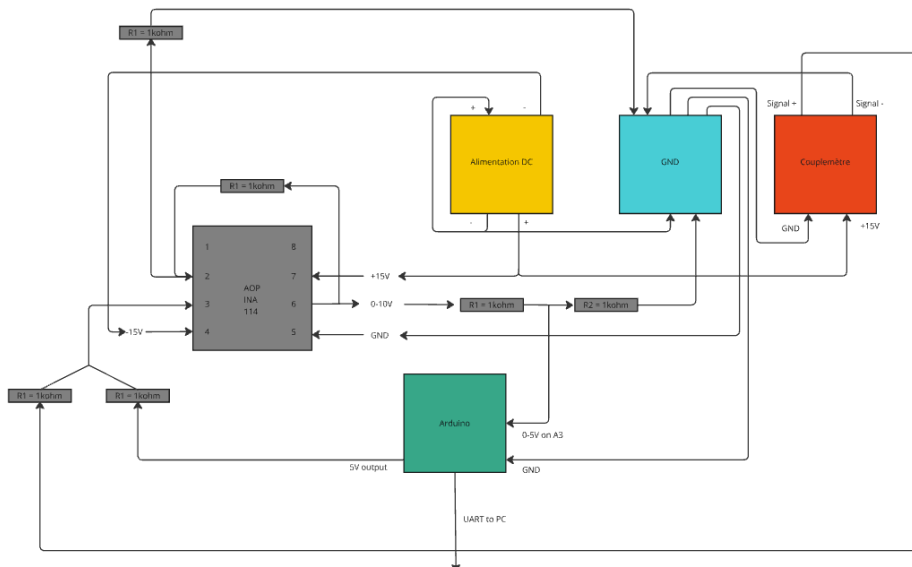 R1 = 1kohm
+
-
Signal +
Signal -
Alimentation DC
GND
Couplemètre
R1 = 1kohm
-
+
GND
+15V
1
8
2
7
+15V
AOP
INA
114
3
6
0-10V
R1 = 1kohm
R2 = 1kohm
-15V
4
5
GND
R1 = 1kohm
R1 = 1kohm
Arduino
0-5V on A3
5V output
GND
UART to PC